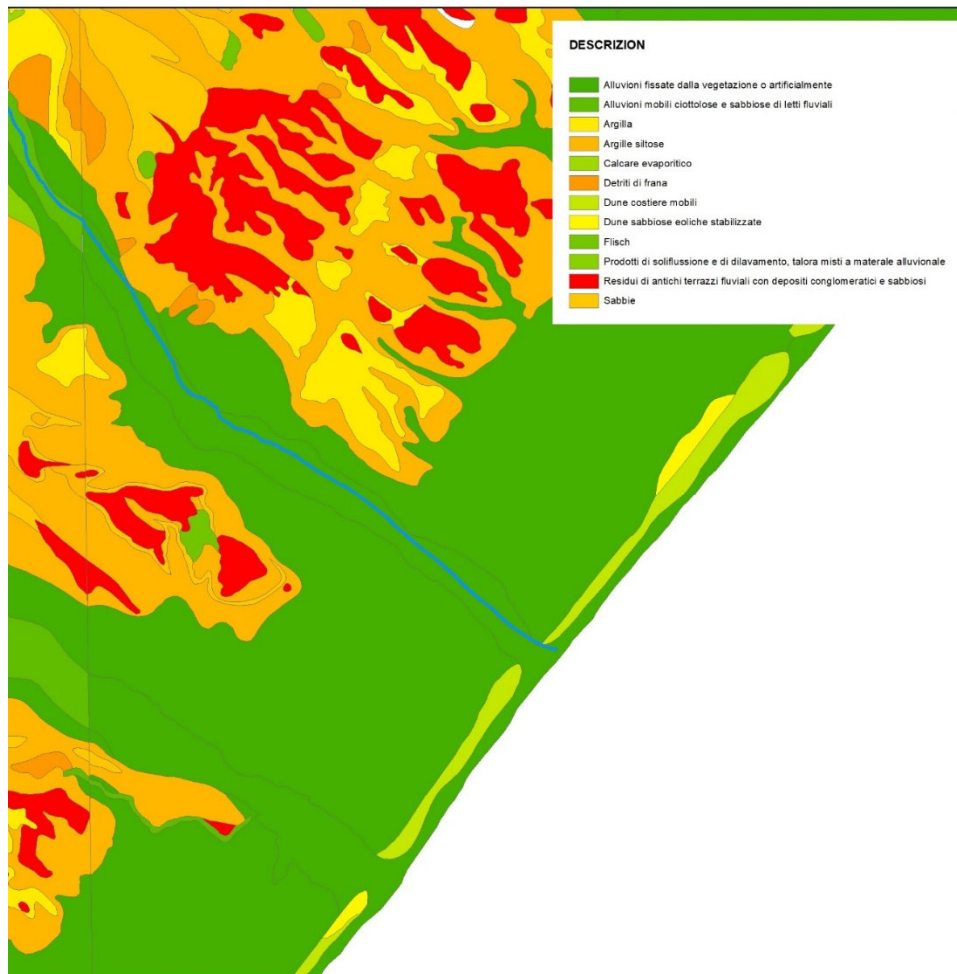 DESCRIZION
Alluvioni fissate dalla vegetazione o artificialmente
Alluvioni mobili ciottolose e sabbiose di letti fluviali
Argilla
Argille siltose
Calcare evaporitico
Detriti di frana
Dune costiere mobili
Dune sabbiose eoliche stabilizzate
Flisch
Prodotti di soliflussione e di dilavamento, talora misti a materale alluvionale
Residui di antichi terrazzi fluviali con depositi conglomeratici e sabbiosi
Sabbie